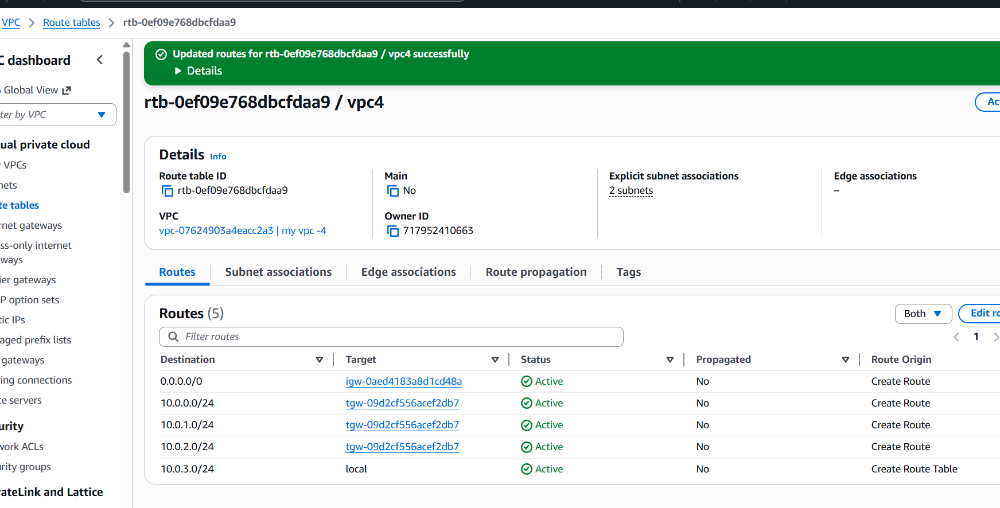 VPC > Route tables > rtb-0ef09e768dbcfdaa9
C dashboard
Global View
ter by VPC
ual private cloud
VPCs
nets
te tables
rnet gateways
ss-only internet
ways
ier gateways
P option sets
tic IPs
aged prefix lists
gateways
ing connections
te servers
urity
work ACLs
urity groups
ateLink and Lattice
Updated routes for rtb-0ef09e768dbcfdaa9 / vpc4 successfully
Details
rtb-0ef09e768dbcfdaa9 / vpc4
Ac
Details Info
Route table ID
rtb-0ef09e768dbcfdaa9
VPC
vpc-07624903a4eacc2a3 | my vpc -4
Main
No
Owner ID
717952410663
Explicit subnet associations
2 subnets
Edge associations
–
Routes Subnet associations Edge associations Route propagation Tags
Routes (5)
Both Edit ro
Filter routes
1
Destination Target Status Propagated Route Origin
0.0.0.0/0 igw-0aed4183a8d1cd48a Active No Create Route
10.0.0.0/24 tgw-09d2cf556acef2db7 Active No Create Route
10.0.1.0/24 tgw-09d2cf556acef2db7 Active No Create Route
10.0.2.0/24 tgw-09d2cf556acef2db7 Active No Create Route
10.0.3.0/24 local Active No Create Route Table